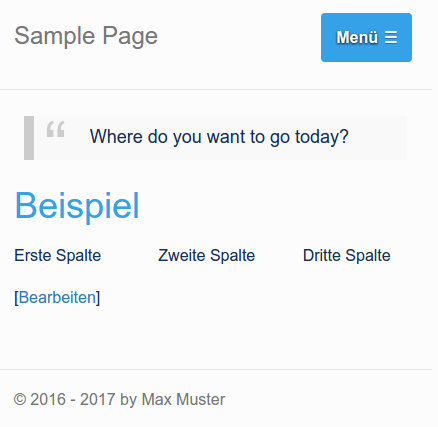 Sample Page
Menü ☰
“ Where do you want to go today?
Beispiel
Erste Spalte Zweite Spalte Dritte Spalte
[Bearbeiten]
© 2016 - 2017 by Max Muster